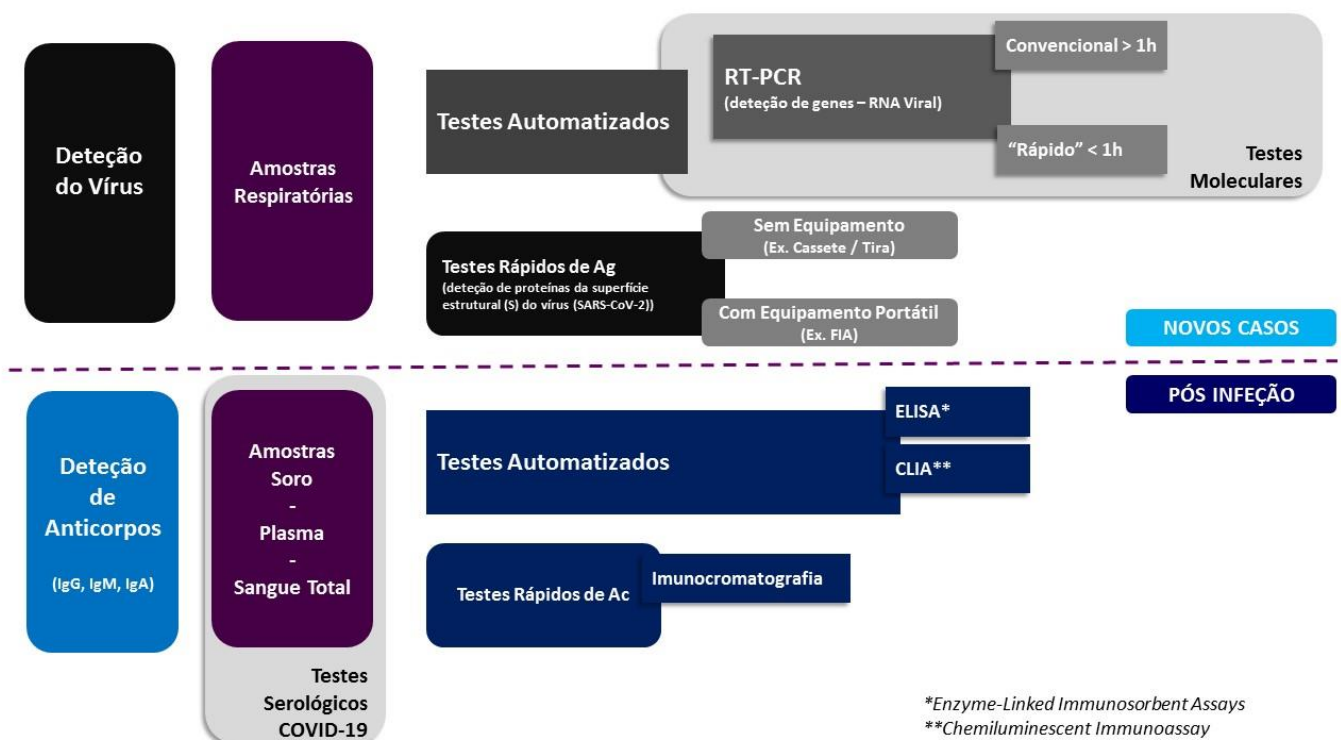 Deteção
do Vírus
Amostras
Respiratórias
Testes Automatizados
RT-PCR
(deteção de genes – RNA Viral)
Convencional > 1h
“Rápido” < 1h
Testes
Moleculares
Testes Rápidos de Ag
(deteção de proteínas da superfície
estrutural (S) do vírus (SARS-CoV-2))
Sem Equipamento
(Ex. Cassete / Tira)
Com Equipamento Portátil
(Ex. FIA)
NOVOS CASOS
PÓS INFEÇÃO
Deteção
de
Anticorpos
(IgG, IgM, IgA)
Amostras
Soro
-
Plasma
-
Sangue Total
Testes
Serológicos
COVID-19
Testes Automatizados
ELISA*
CLIA**
Testes Rápidos de Ac
Imunocromatografia
*Enzyme-Linked Immunosorbent Assays
**Chemiluminescent Immunoassay